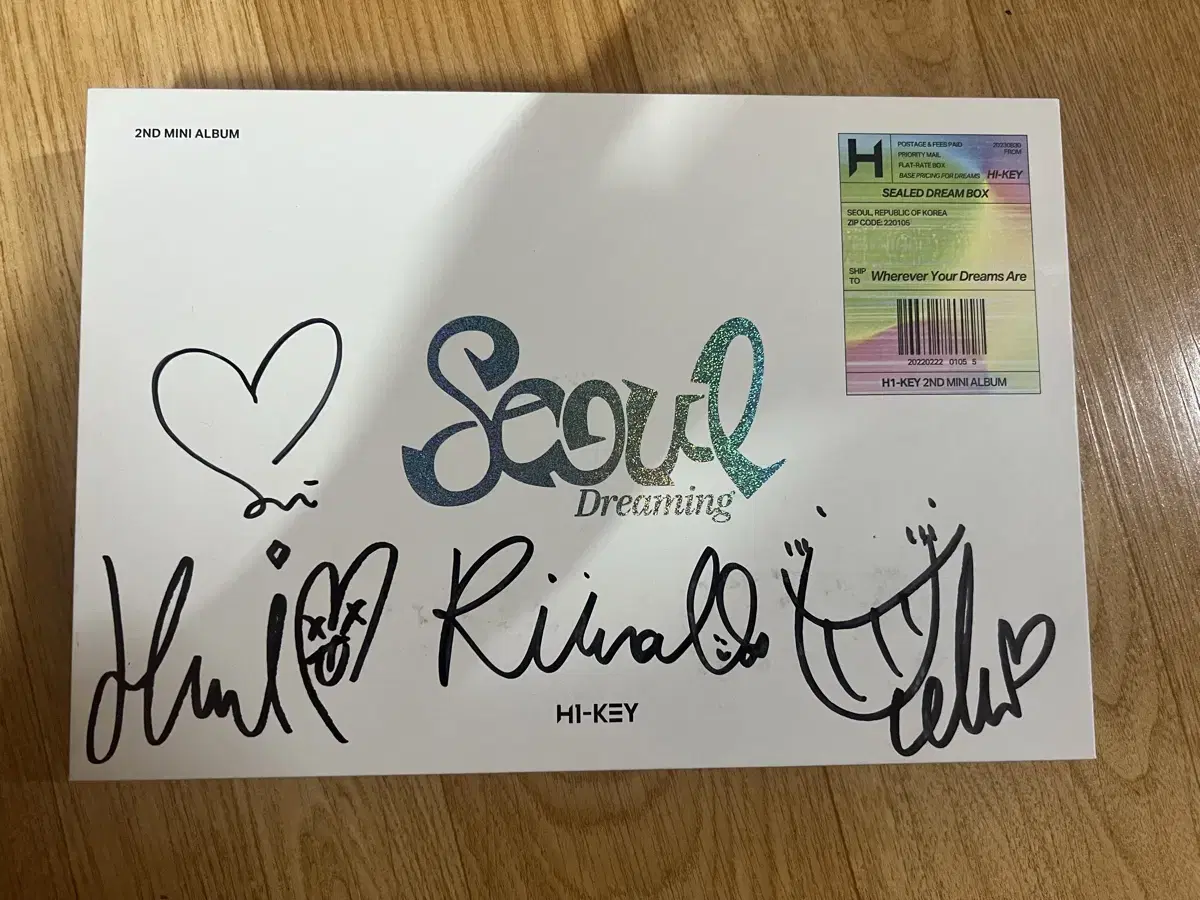 2ND MINI ALBUM
H
POSTAGE & FEES PAID
PRIORITY MAIL
FLAT-RATE BOX
BASE PRICING FOR DREAMS
20230830
FROM
H1-KEY
SEALED DREAM BOX
SEOUL, REPUBLIC OF KOREA
ZIP CODE: 220105
SHIP TO Wherever Your Dreams Are
20220222 0105 5
H1-KEY 2ND MINI ALBUM
Seoul
Dreaming
Riina
H1-KEY